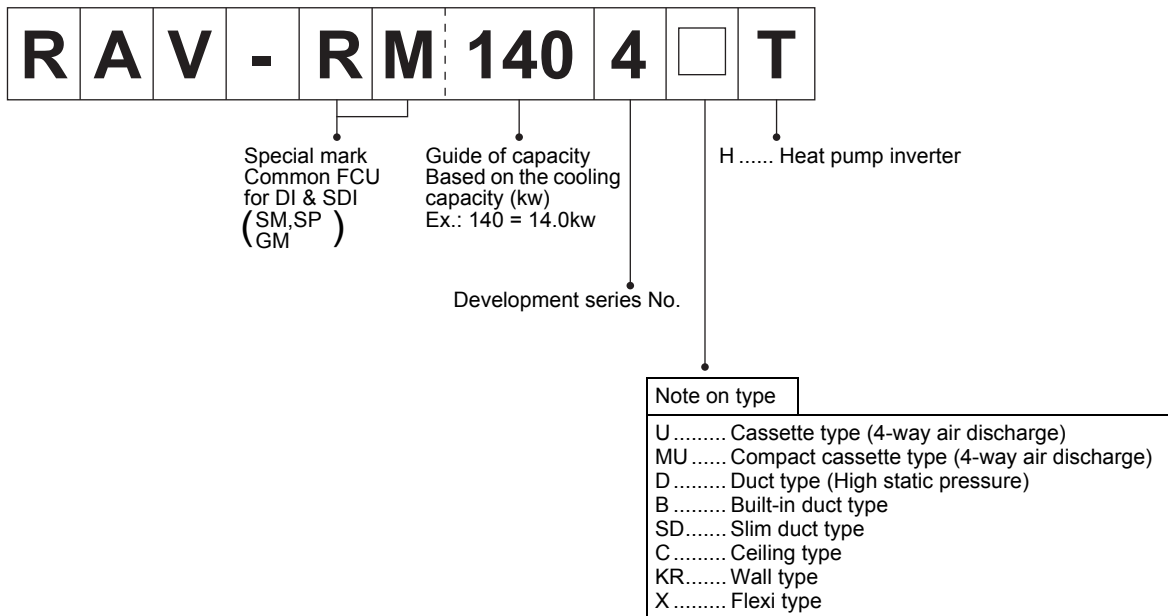 RAV-RM 140 4 □ T
Special mark
Common FCU
for DI & SDI
(SM,SP
GM)
Guide of capacity
Based on the cooling
capacity (kw)
Ex.: 140 = 14.0kw
H ...... Heat pump inverter
Development series No.
Note on type
U ......... Cassette type (4-way air discharge)
MU ...... Compact cassette type (4-way air discharge)
D ......... Duct type (High static pressure)
B ......... Built-in duct type
SD....... Slim duct type
C ......... Ceiling type
KR....... Wall type
X ......... Flexi type